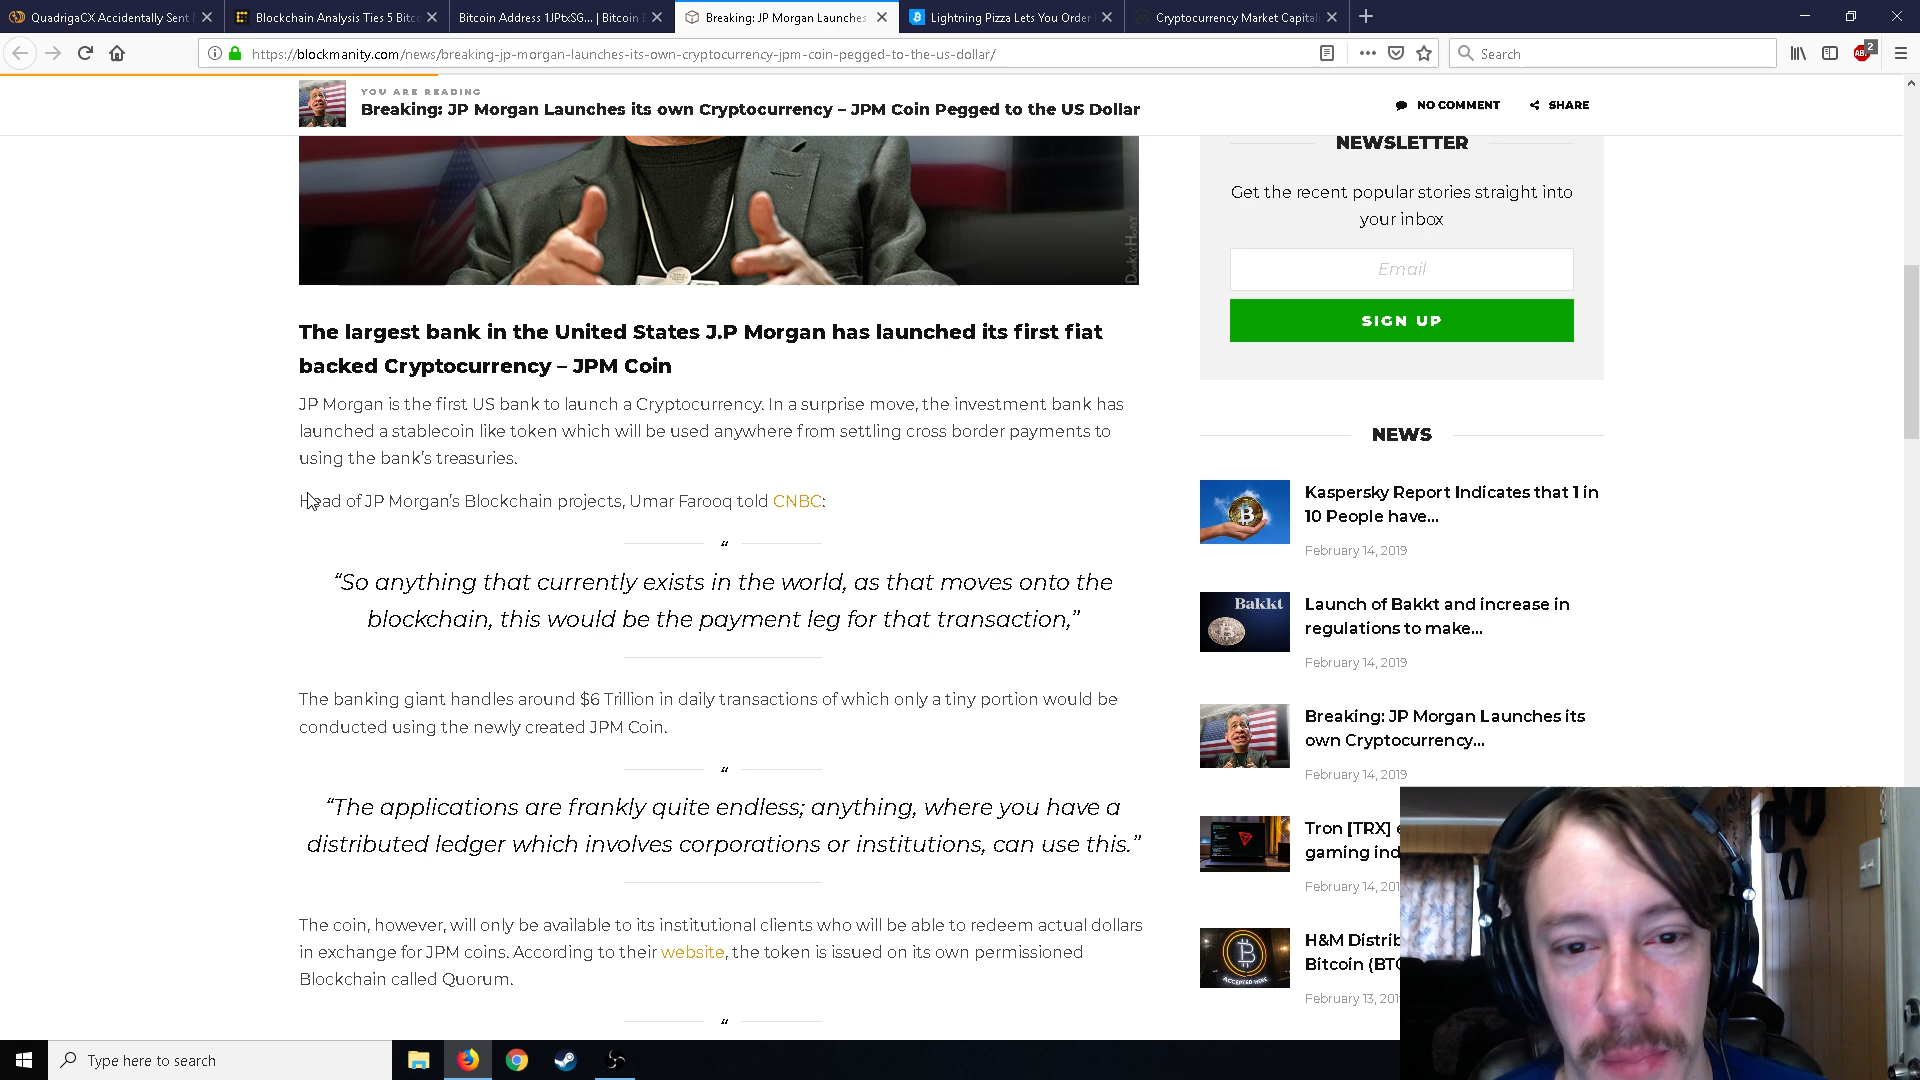 QuadrigaCX Accidentally Sent
Blockchain Analysis Ties 5 Bitco
Bitcoin Address 1JPtxSG... | Bitcoin
Breaking: JP Morgan Launches
Lightning Pizza Lets You Order
Cryptocurrency Market Capital
https://blockmanity.com/news/breaking-jp-morgan-launches-its-own-cryptocurrency-jpm-coin-pegged-to-the-us-dollar/
Search
ABP
2
YOU ARE READING
Breaking: JP Morgan Launches its own Cryptocurrency – JPM Coin Pegged to the US Dollar
NO COMMENT
SHARE
The largest bank in the United States J.P Morgan has launched its first fiat
backed Cryptocurrency – JPM Coin
JP Morgan is the first US bank to launch a Cryptocurrency. In a surprise move, the investment bank has
launched a stablecoin like token which will be used anywhere from settling cross border payments to
using the bank’s treasuries.
Head of JP Morgan’s Blockchain projects, Umar Farooq told CNBC:
“
“So anything that currently exists in the world, as that moves onto the
blockchain, this would be the payment leg for that transaction,”
The banking giant handles around $6 Trillion in daily transactions of which only a tiny portion would be
conducted using the newly created JPM Coin.
“
“The applications are frankly quite endless; anything, where you have a
distributed ledger which involves corporations or institutions, can use this.”
The coin, however, will only be available to its institutional clients who will be able to redeem actual dollars
in exchange for JPM coins. According to their website, the token is issued on its own permissioned
Blockchain called Quorum.
“
NEWSLETTER
Get the recent popular stories straight into
your inbox
Email
SIGN UP
NEWS
Kaspersky Report Indicates that 1 in
10 People have...
February 14, 2019
Bakkt
Launch of Bakkt and increase in
regulations to make...
February 14, 2019
Breaking: JP Morgan Launches its
own Cryptocurrency...
February 14, 2019
Tron [TRX] e
gaming ind
February 14, 201
ACCEPTED HERE
H&M Distrib
Bitcoin (BTC
February 13, 201
Type here to search